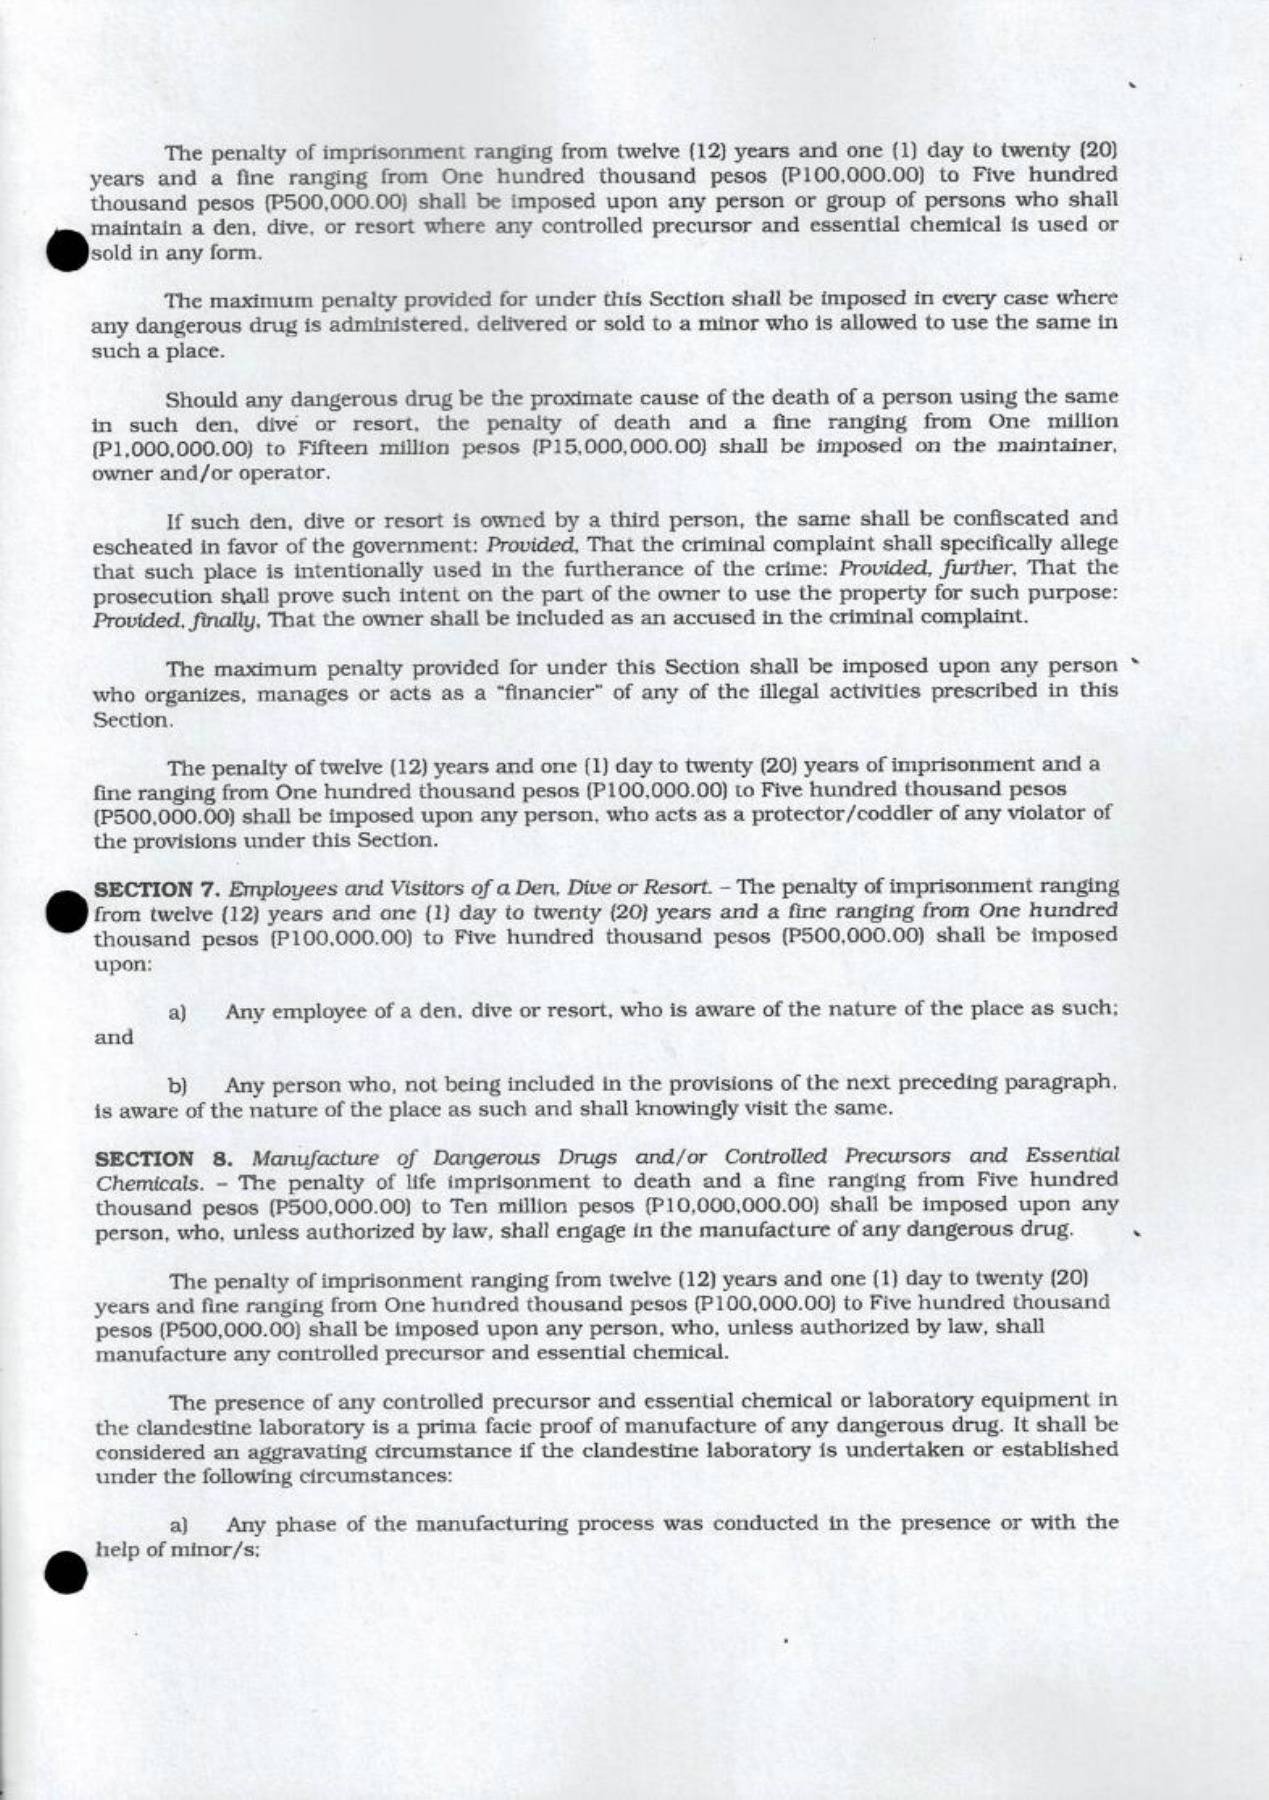 The penalty of imprisonment ranging from twelve (12) years and one (1) day to twenty (20)
years and a fine ranging from One hundred thousand pesos (P100,000.00) to Five hundred
thousand pesos (P500,000.00) shall be imposed upon any person or group of persons who shall
maintain a den, dive, or resort where any controlled precursor and essential chemical is used or
sold in any form.
The maximum penalty provided for under this Section shall be imposed in every case where
any dangerous drug is administered, delivered or sold to a minor who is allowed to use the same in
such a place.
Should any dangerous drug be the proximate cause of the death of a person using the same
in such den, dive or resort, the penalty of death and a fine ranging from One million
(P1,000,000.00) to Fifteen million pesos (P15,000,000.00) shall be imposed on the maintainer,
owner and/or operator.
If such den, dive or resort is owned by a third person, the same shall be confiscated and
escheated in favor of the government: Provided, That the criminal complaint shall specifically allege
that such place is intentionally used in the furtherance of the crime: Provided, further, That the
prosecution shall prove such intent on the part of the owner to use the property for such purpose:
Provided, finally, That the owner shall be included as an accused in the criminal complaint.
The maximum penalty provided for under this Section shall be imposed upon any person
who organizes, manages or acts as a "financier" of any of the illegal activities prescribed in this
Section.
The penalty of twelve (12) years and one (1) day to twenty (20) years of imprisonment and a
fine ranging from One hundred thousand pesos (P100,000.00) to Five hundred thousand pesos
(P500,000.00) shall be imposed upon any person, who acts as a protector/coddler of any violator of
the provisions under this Section.
SECTION 7. Employees and Visitors of a Den, Dive or Resort. – The penalty of imprisonment ranging
from twelve (12) years and one (1) day to twenty (20) years and a fine ranging from One hundred
thousand pesos (P100,000.00) to Five hundred thousand pesos (P500,000.00) shall be imposed
upon:
a) Any employee of a den, dive or resort, who is aware of the nature of the place as such;
and
b) Any person who, not being included in the provisions of the next preceding paragraph,
is aware of the nature of the place as such and shall knowingly visit the same.
SECTION 8. Manufacture of Dangerous Drugs and/or Controlled Precursors and Essential
Chemicals. – The penalty of life imprisonment to death and a fine ranging from Five hundred
thousand pesos (P500,000.00) to Ten million pesos (P10,000,000.00) shall be imposed upon any
person, who, unless authorized by law, shall engage in the manufacture of any dangerous drug.
The penalty of imprisonment ranging from twelve (12) years and one (1) day to twenty (20)
years and fine ranging from One hundred thousand pesos (P100,000.00) to Five hundred thousand
pesos (P500,000.00) shall be imposed upon any person, who, unless authorized by law, shall
manufacture any controlled precursor and essential chemical.
The presence of any controlled precursor and essential chemical or laboratory equipment in
the clandestine laboratory is a prima facie proof of manufacture of any dangerous drug. It shall be
considered an aggravating circumstance if the clandestine laboratory is undertaken or established
under the following circumstances:
a) Any phase of the manufacturing process was conducted in the presence or with the
help of minor/s: